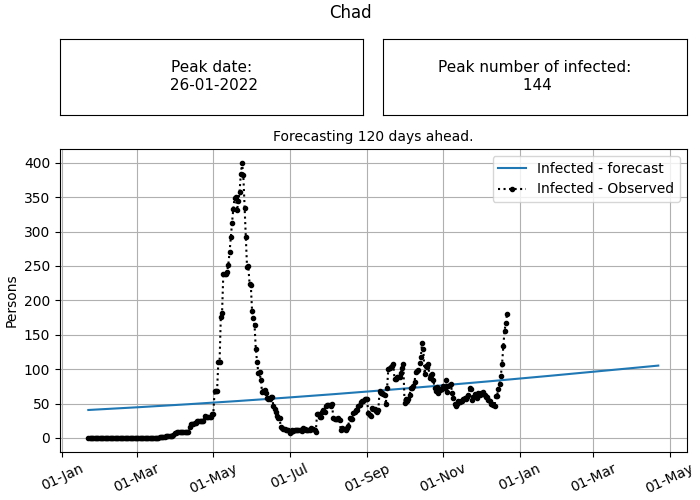 Chad
Peak date:
26-01-2022
Peak number of infected:
144
Forecasting 120 days ahead.
Infected - forecast
Infected - Observed
Persons
400
350
300
250
200
150
100
50
0
01-Jan
01-Mar
01-May
01-Jul
01-Sep
01-Nov
01-Jan
01-Mar
01-May